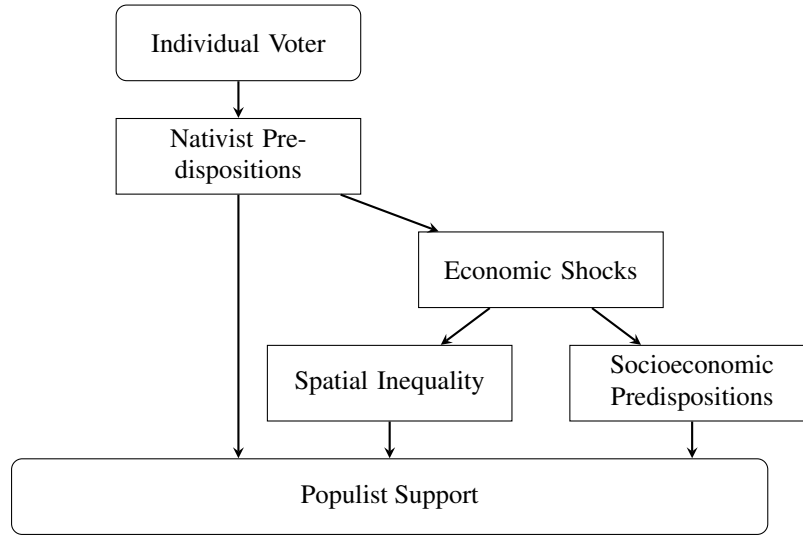 Individual Voter
Nativist Pre-
dispositions
Economic Shocks
Spatial Inequality
Socioeconomic
Predispositions
Populist Support